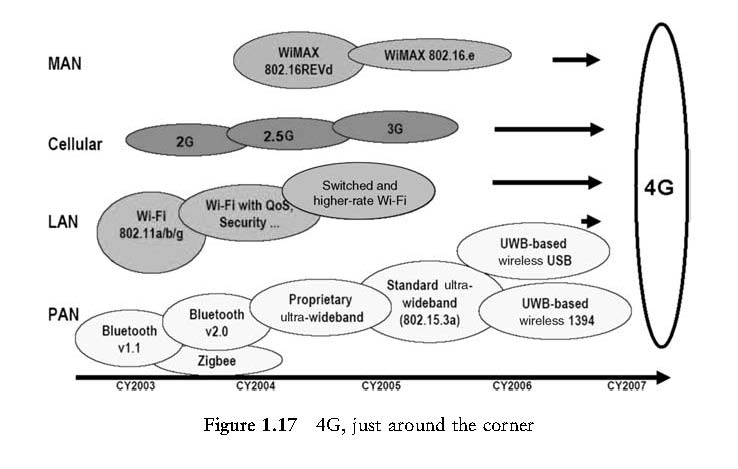 MAN
WiMAX
802.16REVd
WiMAX 802.16.e
Cellular
2G
2.5G
3G
4G
LAN
Wi-Fi
802.11a/b/g
Wi-Fi with QoS,
Security ...
Switched and
higher-rate Wi-Fi
UWB-based
wireless USB
PAN
Bluetooth
v1.1
Bluetooth
v2.0
Zigbee
Proprietary
ultra-wideband
Standard ultra-
wideband
(802.15.3a)
UWB-based
wireless 1394
CY2003 CY2004 CY2005 CY2006 CY2007
Figure 1.17 4G, just around the corner